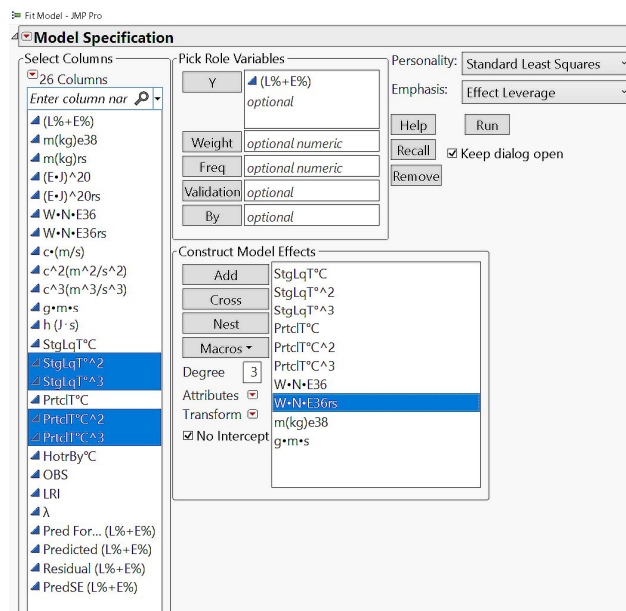 Fit Model - JMP Pro
Model Specification
Select Columns
26 Columns
Enter column nar
(L%+E%)
m(kg)e38
m(kg)rs
(E•J)^20
(E•J)^20rs
W•N•E36
W•N•E36rs
c•(m/s)
c^2(m^2/s^2)
c^3(m^3/s^3)
g•m•s
h (J·s)
StgLqT°C
StgLqT°^2
StgLqT°^3
PrtclT°C
PrtclT°C^2
PrtclT°C^3
HotrBy°C
OBS
LRI
λ
Pred For... (L%+E%)
Predicted (L%+E%)
Residual (L%+E%)
PredSE (L%+E%)
Pick Role Variables
Y
(L%+E%)
optional
Weight optional numeric
Freq optional numeric
Validation optional
By optional
Personality: Standard Least Squares
Emphasis: Effect Leverage
Help Run
Recall Keep dialog open
Remove
Construct Model Effects
Add
Cross
Nest
Macros
Degree 3
Attributes
Transform
No Intercept
StgLqT°C
StgLqT°^2
StgLqT°^3
PrtclT°C
PrtclT°C^2
PrtclT°C^3
W•N•E36
W•N•E36rs
m(kg)e38
g•m•s